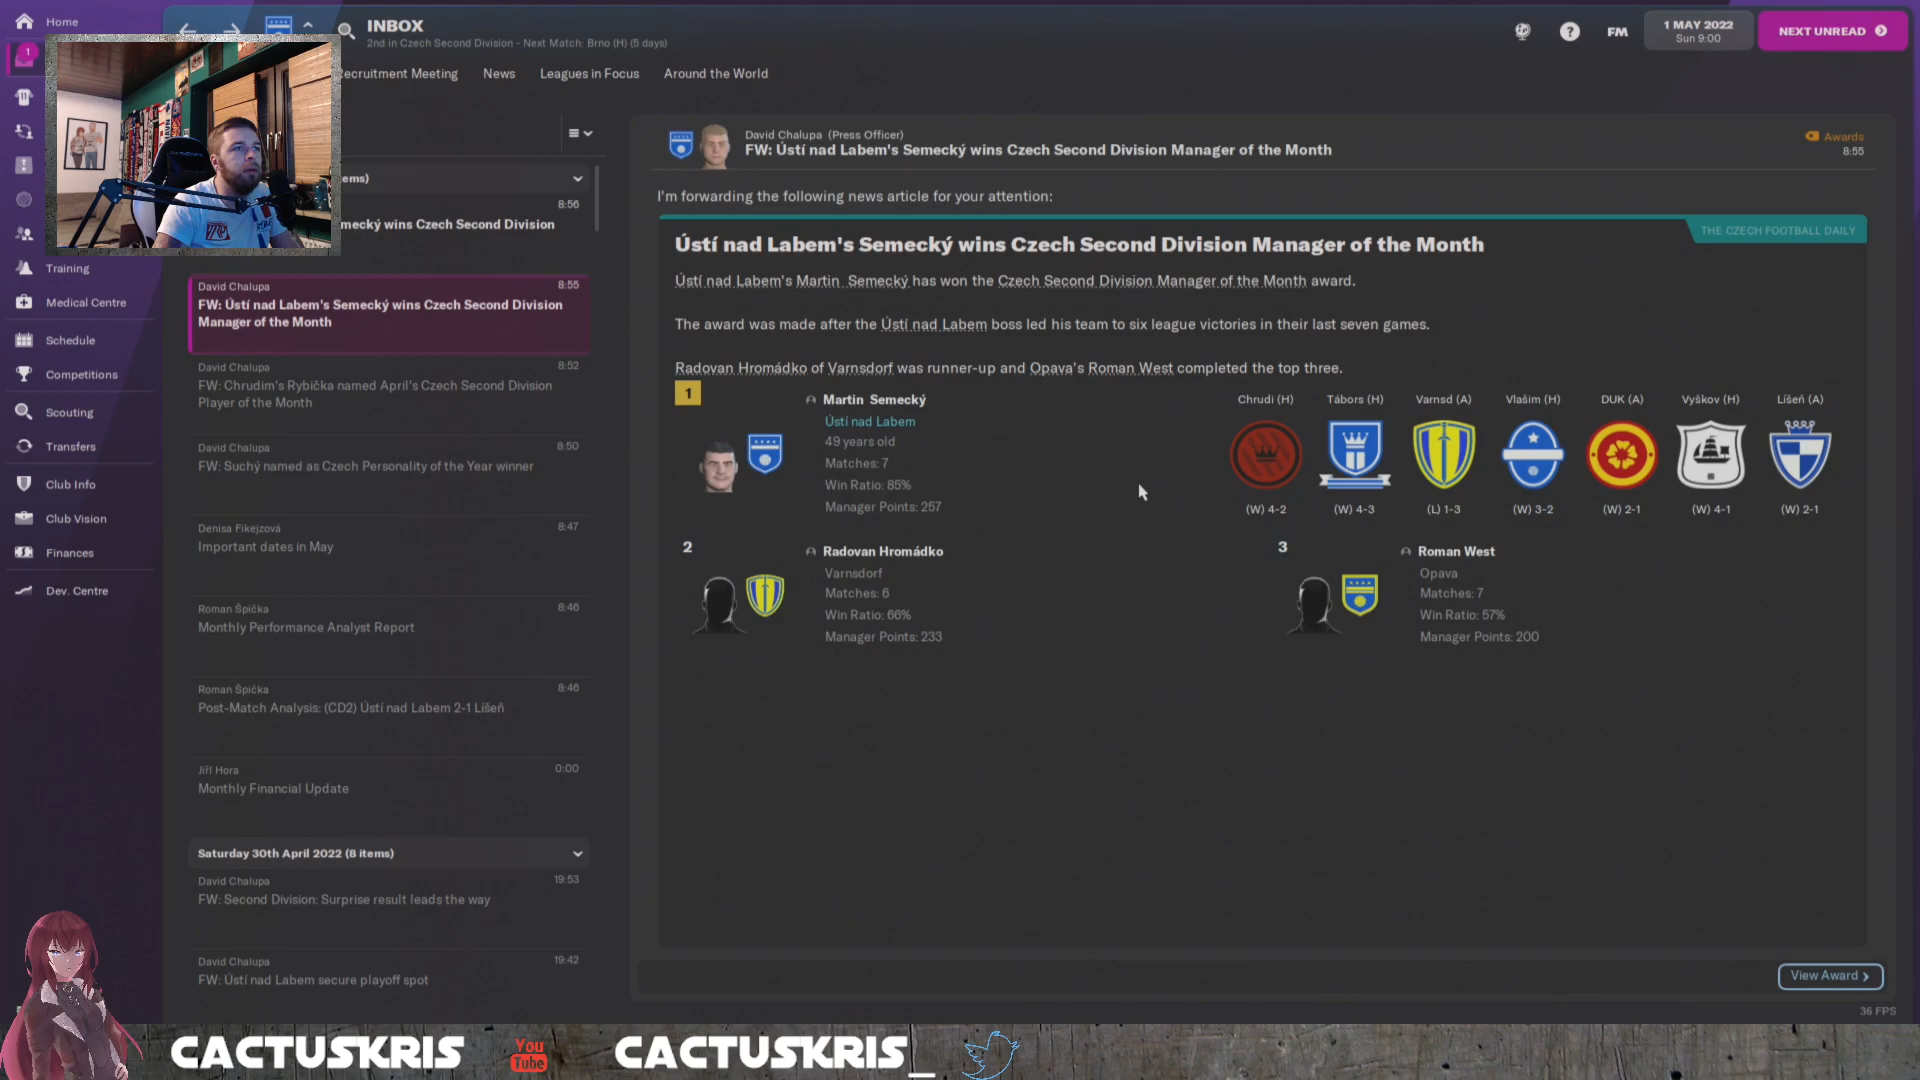 Home
INBOX
2nd in Czech Second Division - Next Match: Brno (H) (5 days)
FM
1 MAY 2022
Sun 9:00
NEXT UNREAD
1
Recruitment Meeting
News
Leagues in Focus
Around the World
Training
Medical Centre
Schedule
Competitions
Scouting
Transfers
Club Info
Club Vision
Finances
Dev. Centre
ems)
8:56
mecký wins Czech Second Division
David Chalupa
8:55
FW: Ústí nad Labem's Semecký wins Czech Second Division
Manager of the Month
David Chalupa
8:52
FW: Chrudim's Rybička named April's Czech Second Division
Player of the Month
David Chalupa
8:50
FW: Suchý named as Czech Personality of the Year winner
Denisa Fikejzová
8:47
Important dates in May
Roman Špička
8:46
Monthly Performance Analyst Report
Roman Špička
8:46
Post-Match Analysis: (CD2) Ústí nad Labem 2-1 Líšeň
Jiří Hora
0:00
Monthly Financial Update
Saturday 30th April 2022 (8 items)
David Chalupa
19:53
FW: Second Division: Surprise result leads the way
David Chalupa
19:42
FW: Ústí nad Labem secure playoff spot
David Chalupa (Press Officer)
FW: Ústí nad Labem's Semecký wins Czech Second Division Manager of the Month
Awards
8:55
I'm forwarding the following news article for your attention:
THE CZECH FOOTBALL DAILY
Ústí nad Labem's Semecký wins Czech Second Division Manager of the Month
Ústí nad Labem's Martin Semecký has won the Czech Second Division Manager of the Month award.
The award was made after the Ústí nad Labem boss led his team to six league victories in their last seven games.
Radovan Hromádko of Varnsdorf was runner-up and Opava's Roman West completed the top three.
1
Martin Semecký
Ústí nad Labem
49 years old
Matches: 7
Win Ratio: 85%
Manager Points: 257
Chrudi (H)
Tábors (H)
Varnsd (A)
Vlašim (H)
DUK (A)
Vyškov (H)
Líšeň (A)
(W) 4-2
(W) 4-3
(L) 1-3
(W) 3-2
(W) 2-1
(W) 4-1
(W) 2-1
2
Radovan Hromádko
Varnsdorf
Matches: 6
Win Ratio: 66%
Manager Points: 233
3
Roman West
Opava
Matches: 7
Win Ratio: 57%
Manager Points: 200
View Award
36 FPS
CACTUSKRIS
You
Tube
CACTUSKRIS_